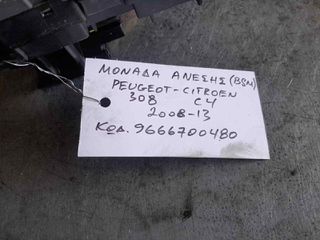 ΜΟΝΑΔΑ ΑΝΕΣΗΣ (BSM)
PEUGEOT-CITROEN
308 C4
2008-13
ΚΩΔ. 9666700480